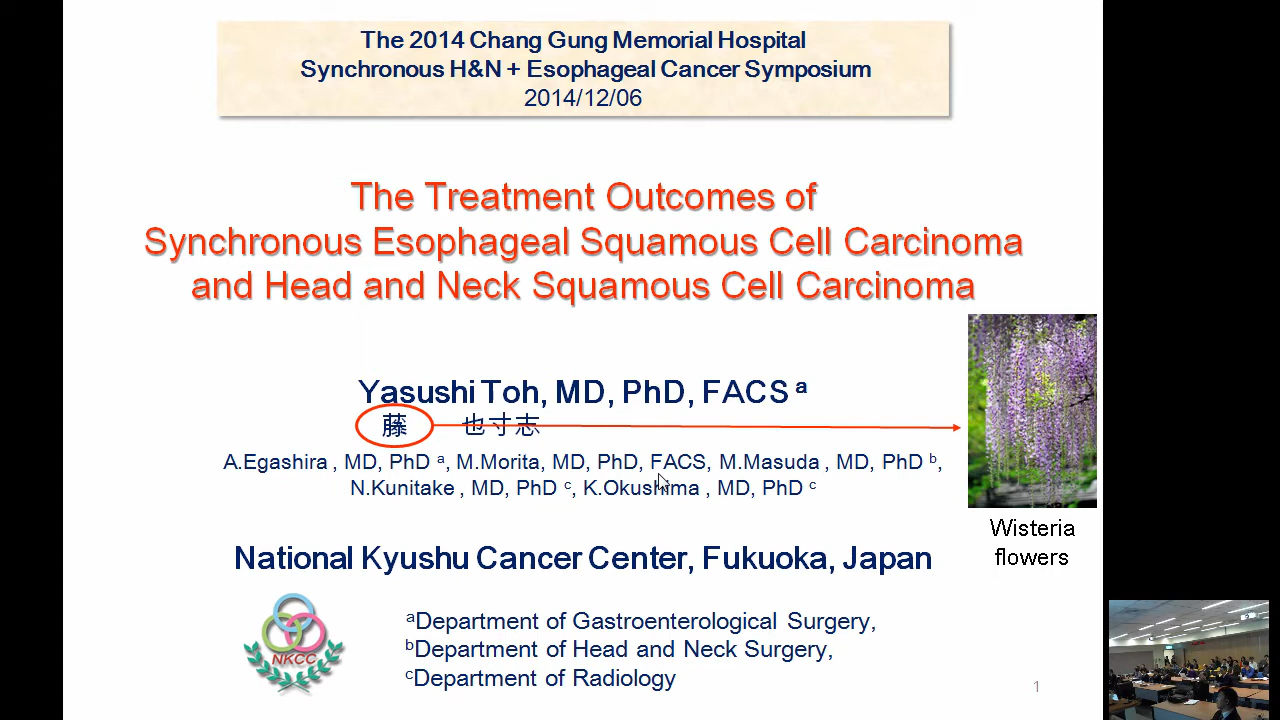 The 2014 Chang Gung Memorial Hospital
Synchronous H&N + Esophageal Cancer Symposium
2014/12/06
The Treatment Outcomes of
Synchronous Esophageal Squamous Cell Carcinoma
and Head and Neck Squamous Cell Carcinoma
Yasushi Toh, MD, PhD, FACS a
藤 也寸志
A.Egashira , MD, PhD a, M.Morita, MD, PhD, FACS, M.Masuda , MD, PhD b,
N.Kunitake , MD, PhD c, K.Okushima , MD, PhD c
Wisteria
flowers
National Kyushu Cancer Center, Fukuoka, Japan
NKCC
aDepartment of Gastroenterological Surgery,
bDepartment of Head and Neck Surgery,
cDepartment of Radiology
1